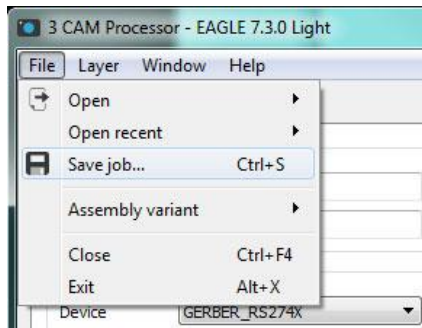 3 CAM Processor - EAGLE 7.3.0 Light
File Layer Window Help
Open
Open recent
Save job... Ctrl+S
Assembly variant
Close Ctrl+F4
Exit Alt+X
Device GERBER_RS274X